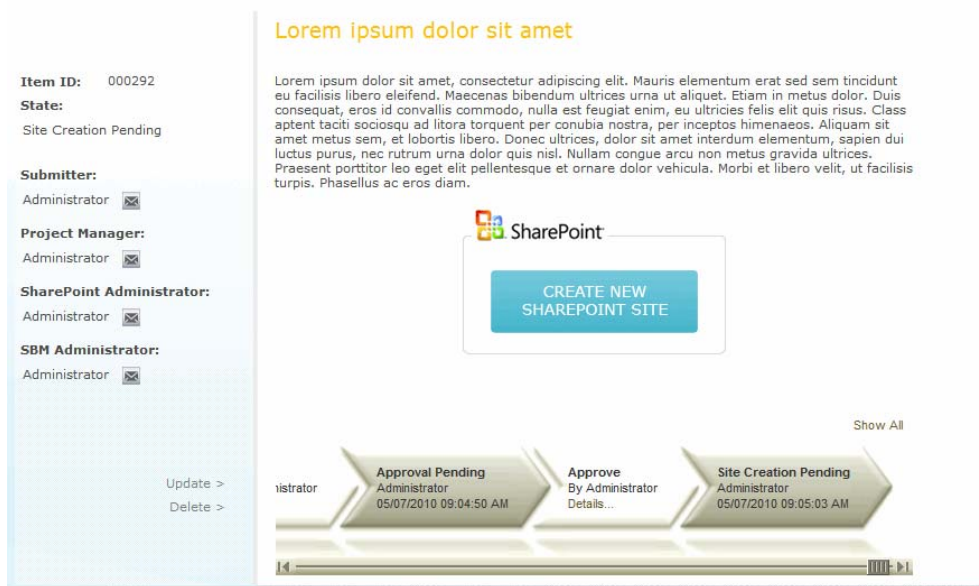 Lorem ipsum dolor sit amet
Item ID: 000292
State:
Site Creation Pending
Submitter:
Administrator
Project Manager:
Administrator
SharePoint Administrator:
Administrator
SBM Administrator:
Administrator
Update >
Delete >
Lorem ipsum dolor sit amet, consectetur adipiscing elit. Mauris elementum erat sed sem tincidunt
eu facilisis libero eleifend. Maecenas bibendum ultrices urna ut aliquet. Etiam in metus dolor. Duis
consequat, eros id convallis commodo, nulla est feugiat enim, eu ultricies felis elit quis risus. Class
aptent taciti sociosqu ad litora torquent per conubia nostra, per inceptos himenaeos. Aliquam sit
amet metus sem, et lobortis libero. Donec ultrices, dolor sit amet interdum elementum, sapien dui
luctus purus, nec rutrum urna dolor quis nisl. Nullam congue arcu non metus gravida ultrices.
Praesent porttitor leo eget elit pellentesque et ornare dolor vehicula. Morbi et libero velit, ut facilisis
turpis. Phasellus ac eros diam.
SharePoint
CREATE NEW
SHAREPOINT SITE
Show All
nistrator
Approval Pending
Administrator
05/07/2010 09:04:50 AM
Approve
By Administrator
Details...
Site Creation Pending
Administrator
05/07/2010 09:05:03 AM